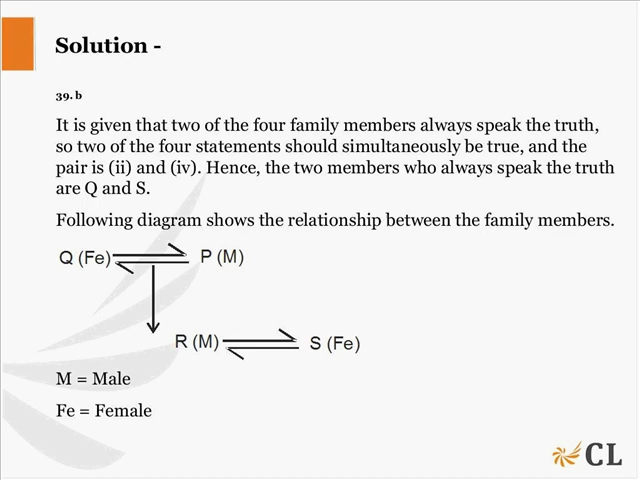 Solution -
39. b
It is given that two of the four family members always speak the truth,
so two of the four statements should simultaneously be true, and the
pair is (ii) and (iv). Hence, the two members who always speak the truth
are Q and S.
Following diagram shows the relationship between the family members.
Q (Fe) P (M)
R (M) S (Fe)
M = Male
Fe = Female
CL